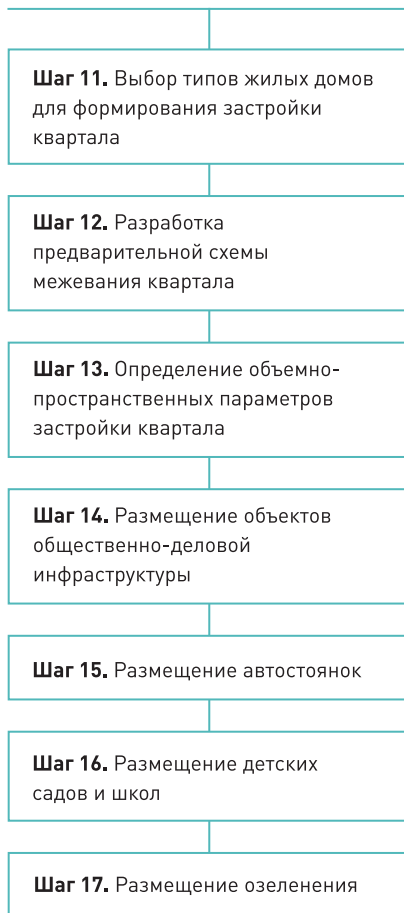 Шаг 11. Выбор типов жилых домов
для формирования застройки
квартала
Шаг 12. Разработка
предварительной схемы
межевания квартала
Шаг 13. Определение объемно-
пространственных параметров
застройки квартала
Шаг 14. Размещение объектов
общественно-деловой
инфраструктуры
Шаг 15. Размещение автостоянок
Шаг 16. Размещение детских
садов и школ
Шаг 17. Размещение озеленения